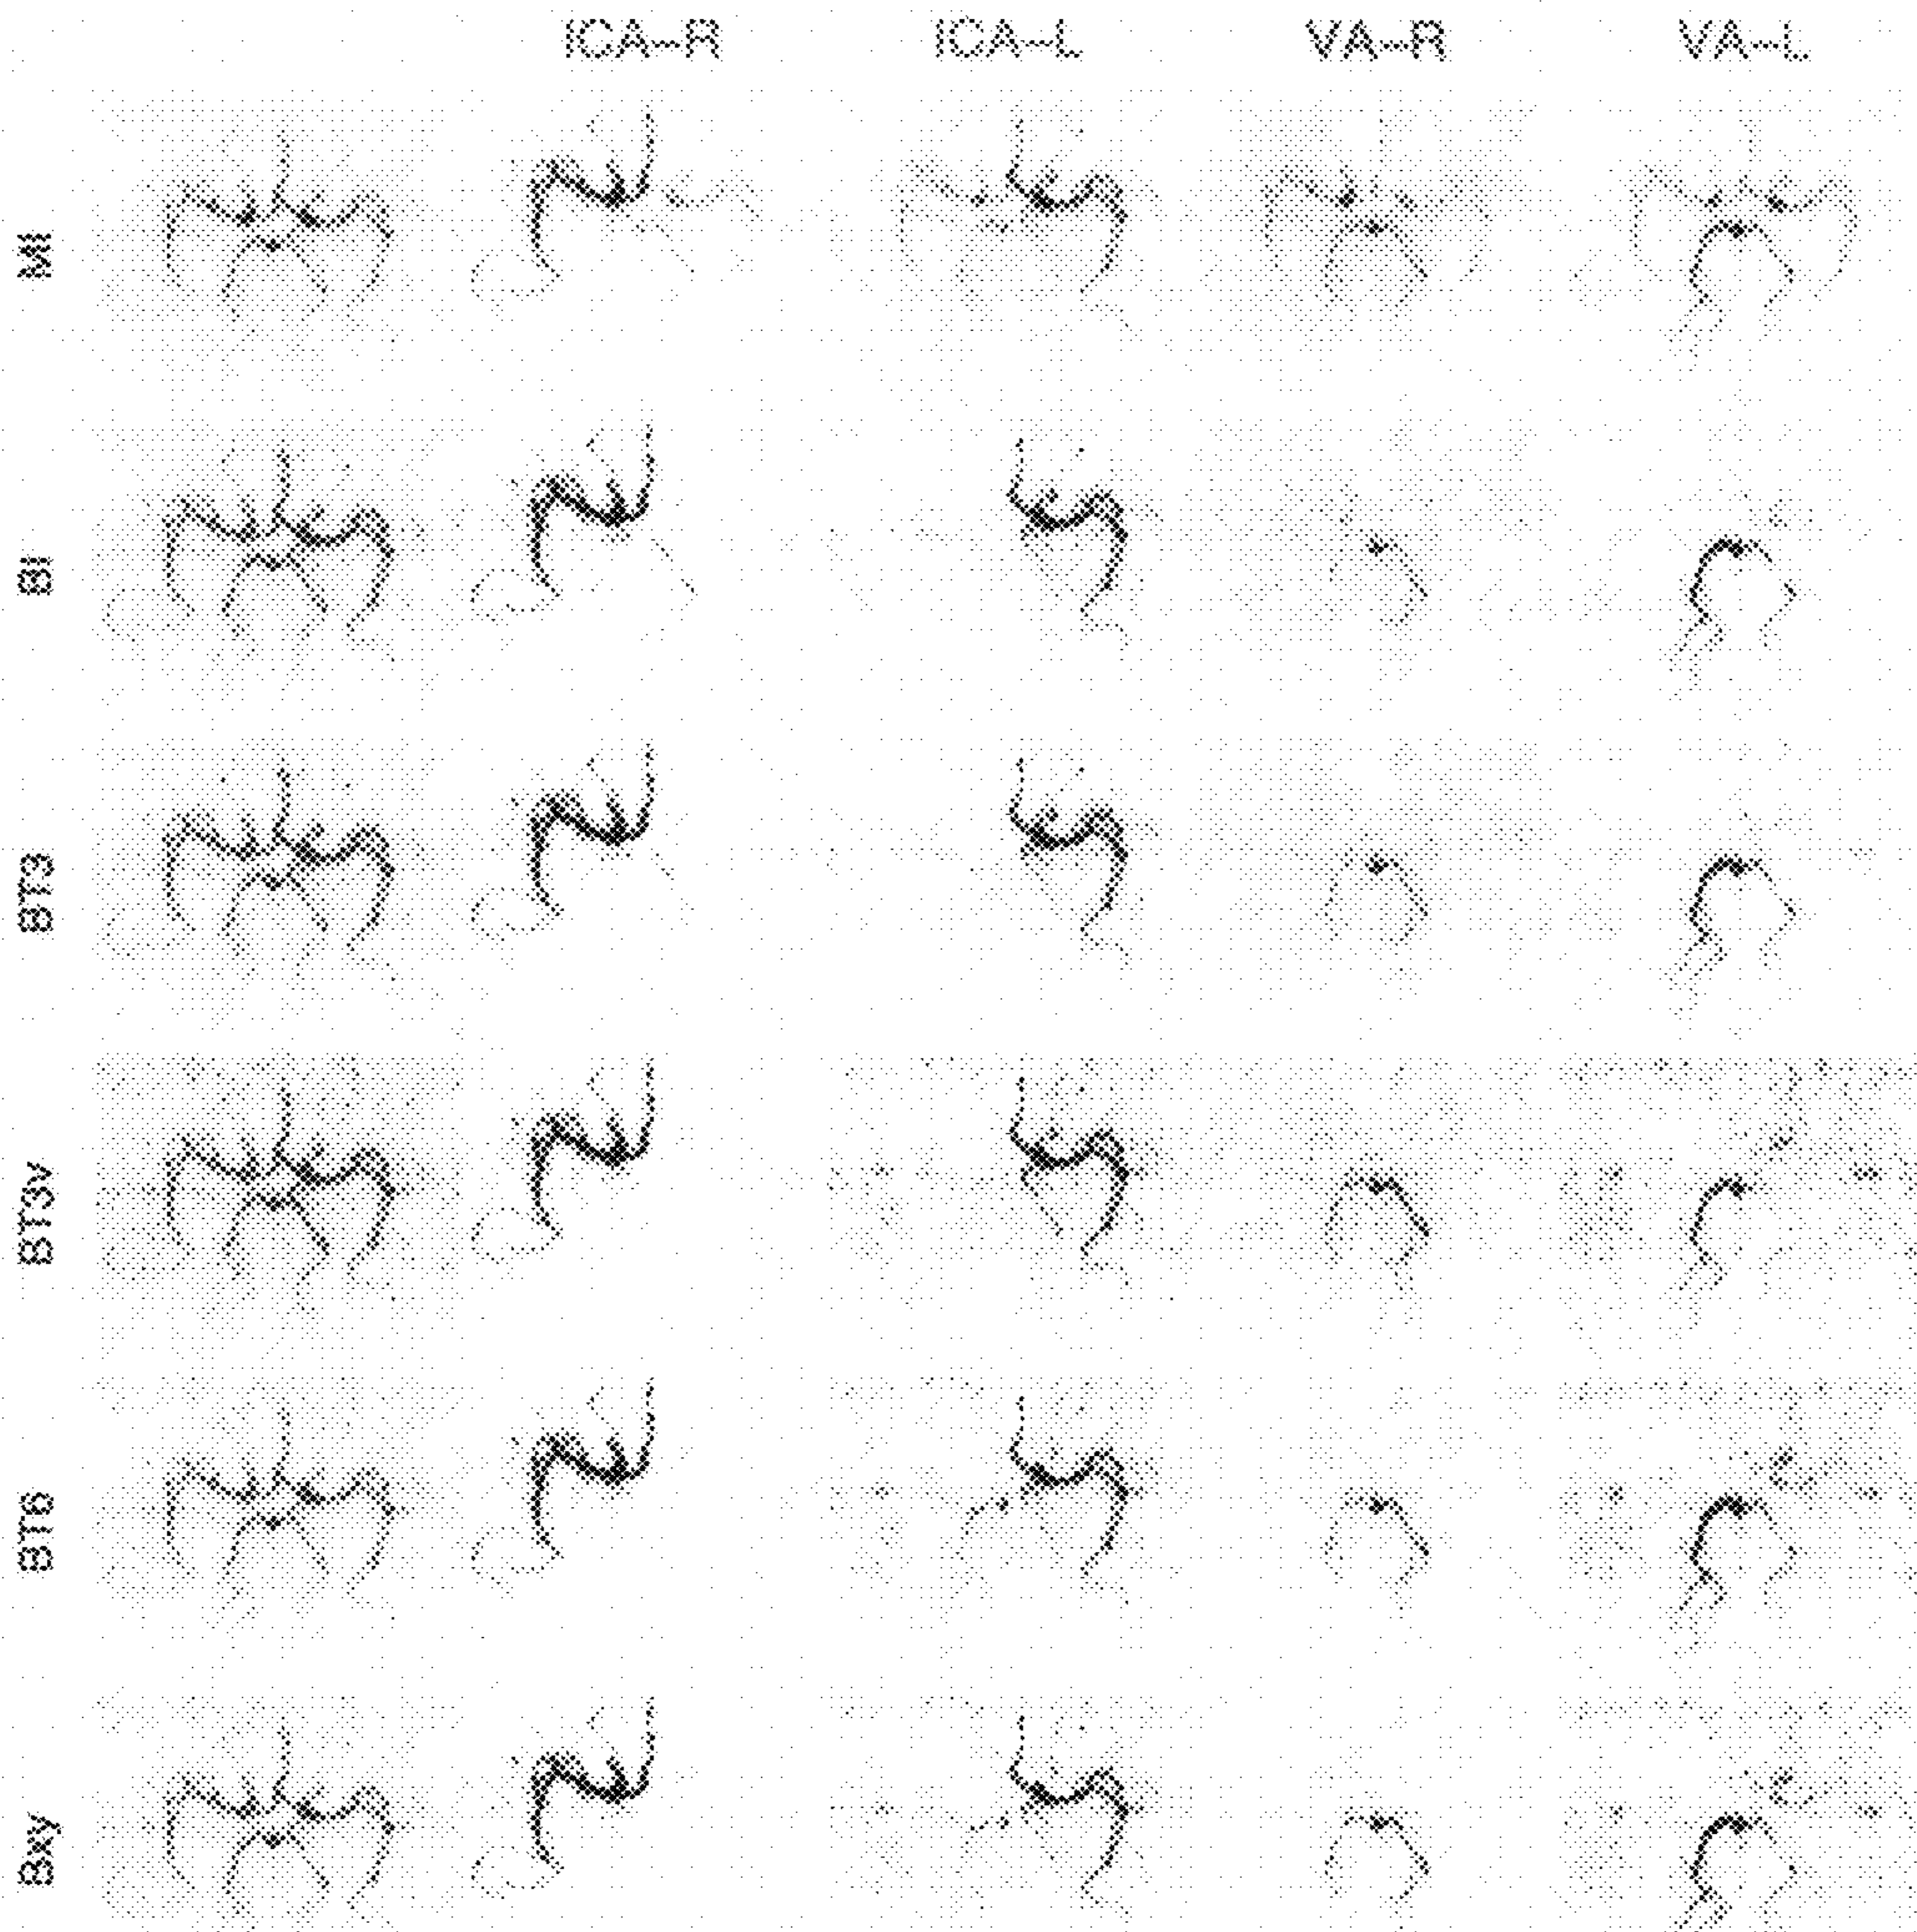 ICA-R ICA-L VA-R VA-L
MI
BI
BT3
BT3v
BT6
Bxy